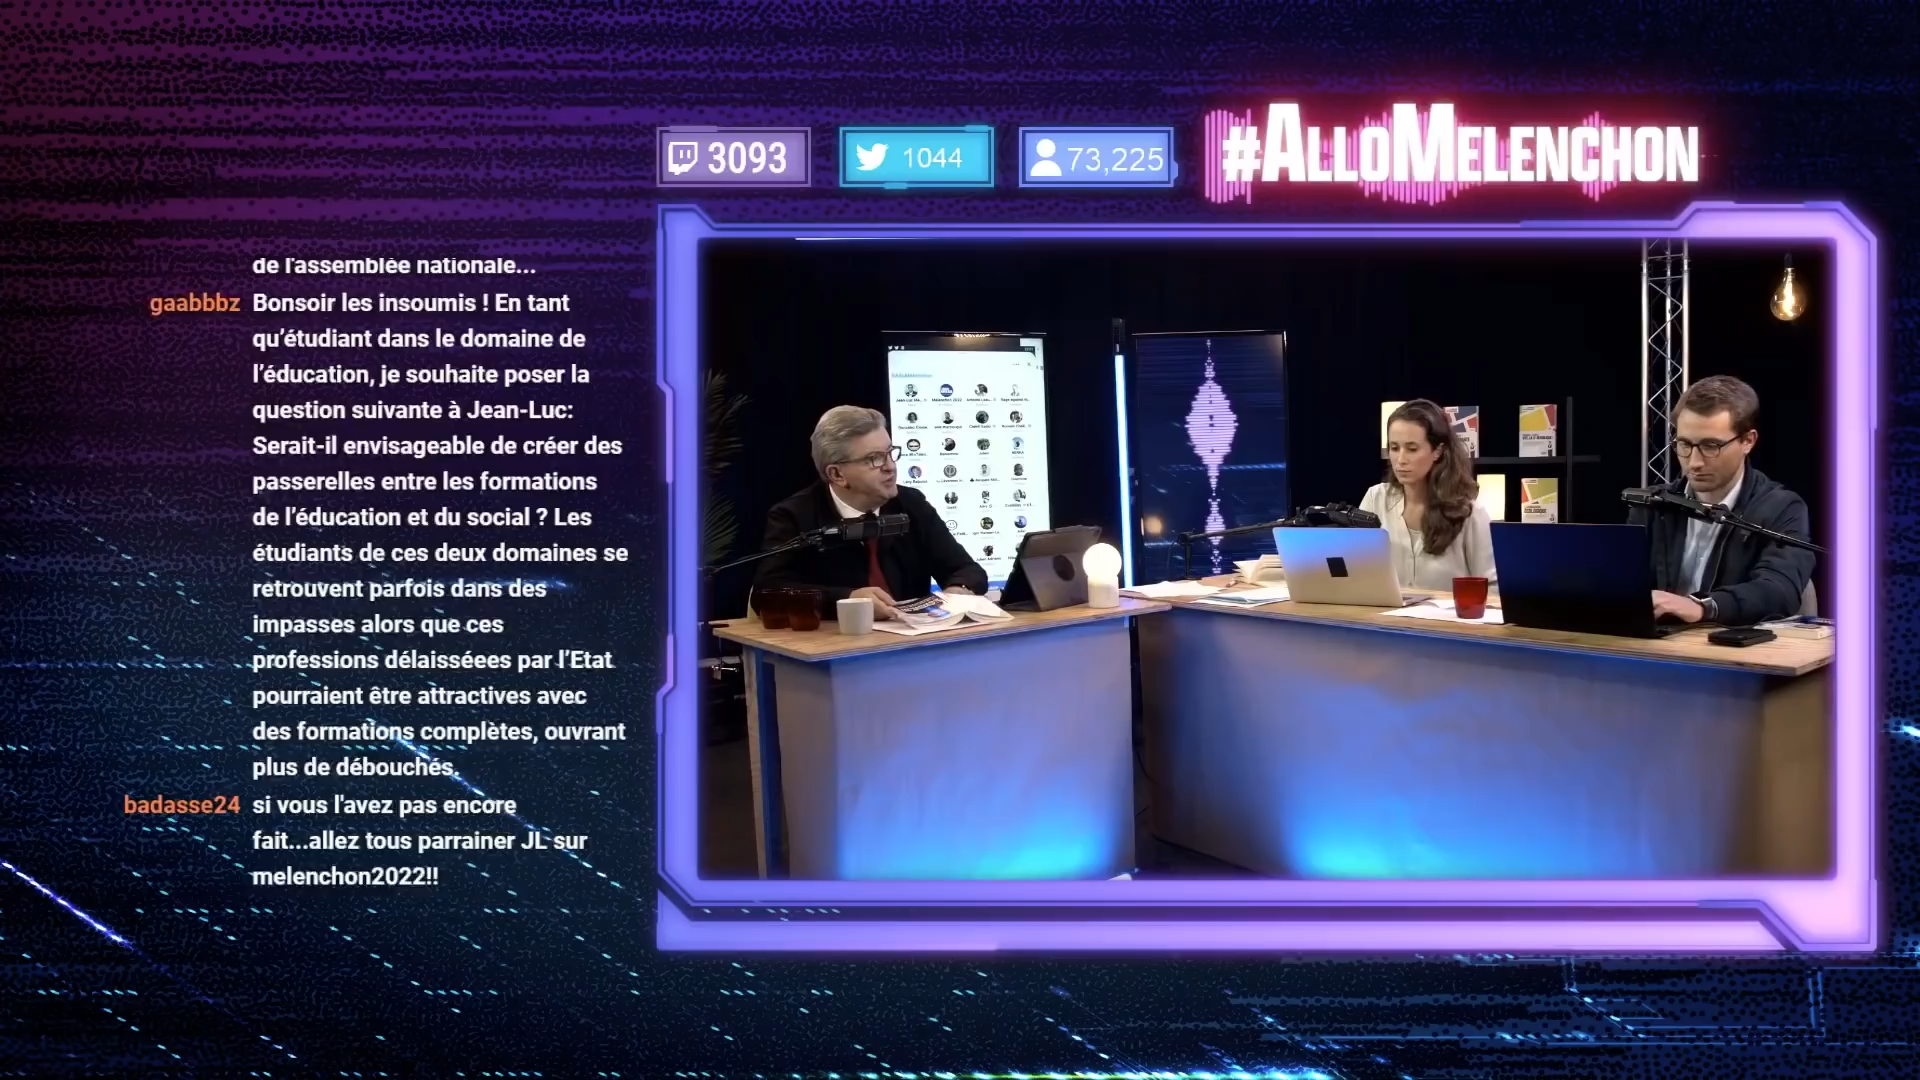 3093
1044
73,225
#ALLOMELENCHON
de l'assemblée nationale...
gaabbbz Bonsoir les insoumis ! En tant
qu’étudiant dans le domaine de
l’éducation, je souhaite poser la
question suivante à Jean-Luc:
Serait-il envisageable de créer des
passerelles entre les formations
de l’éducation et du social ? Les
étudiants de ces deux domaines se
retrouvent parfois dans des
impasses alors que ces
professions délaisséees par l’Etat
pourraient être attractives avec
des formations complètes, ouvrant
plus de débouchés.
badasse24 si vous l'avez pas encore
fait...allez tous parrainer JL sur
melenchon2022!!